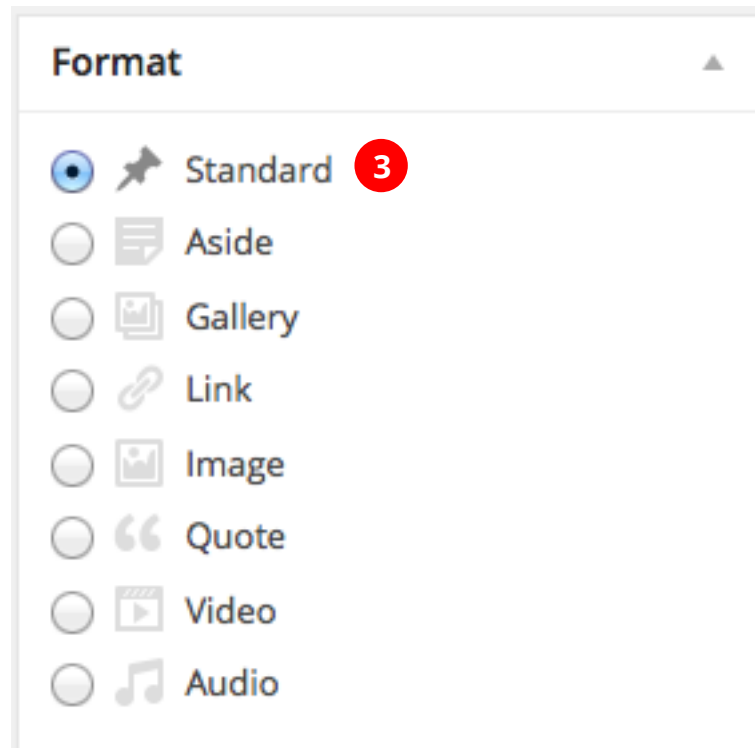 Format
Standard 3
Aside
Gallery
Link
Image
Quote
Video
Audio